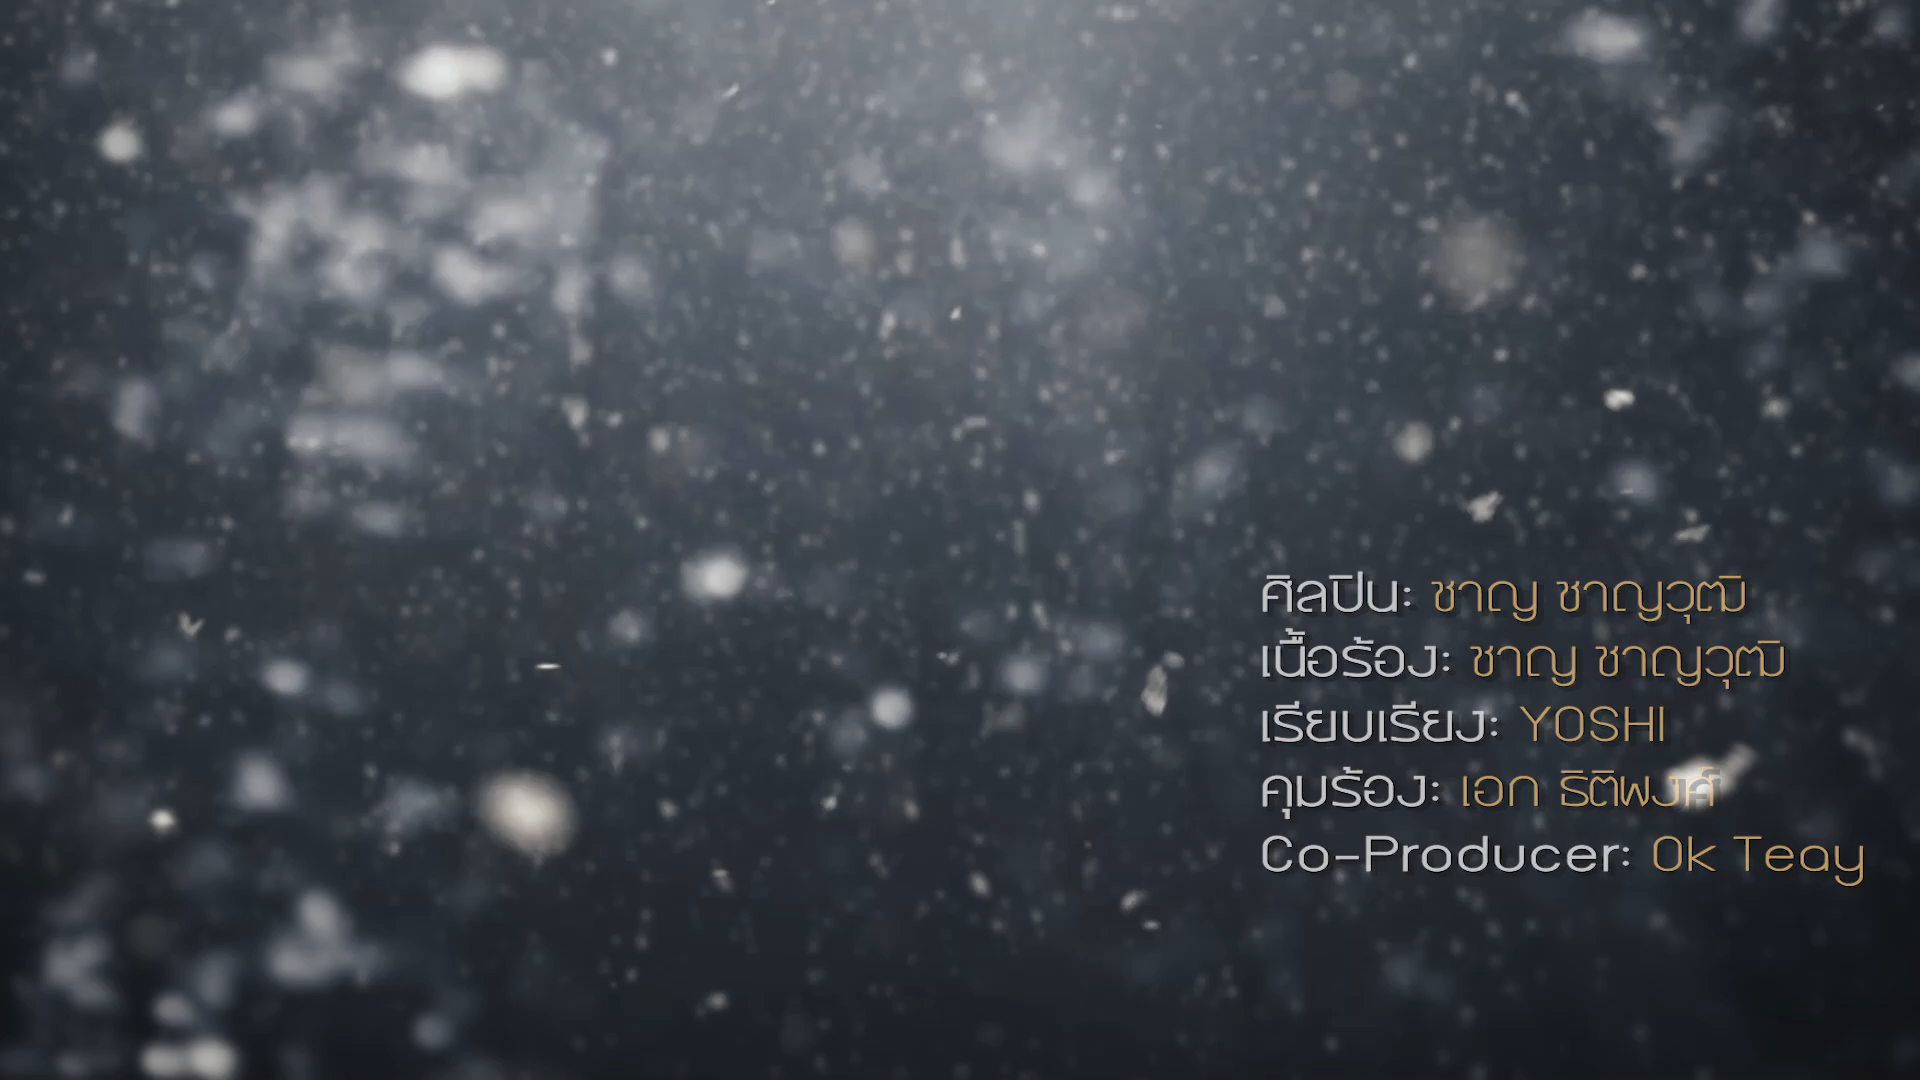 ศิลปิน: ชาญ ชาญวุฒิ
เนื้อร้อง: ชาญ ชาญวุฒิ
เรียบเรียง: YOSHI
คุมร้อง: เอก ธิติพงศ์
Co-Producer: Ok Teay